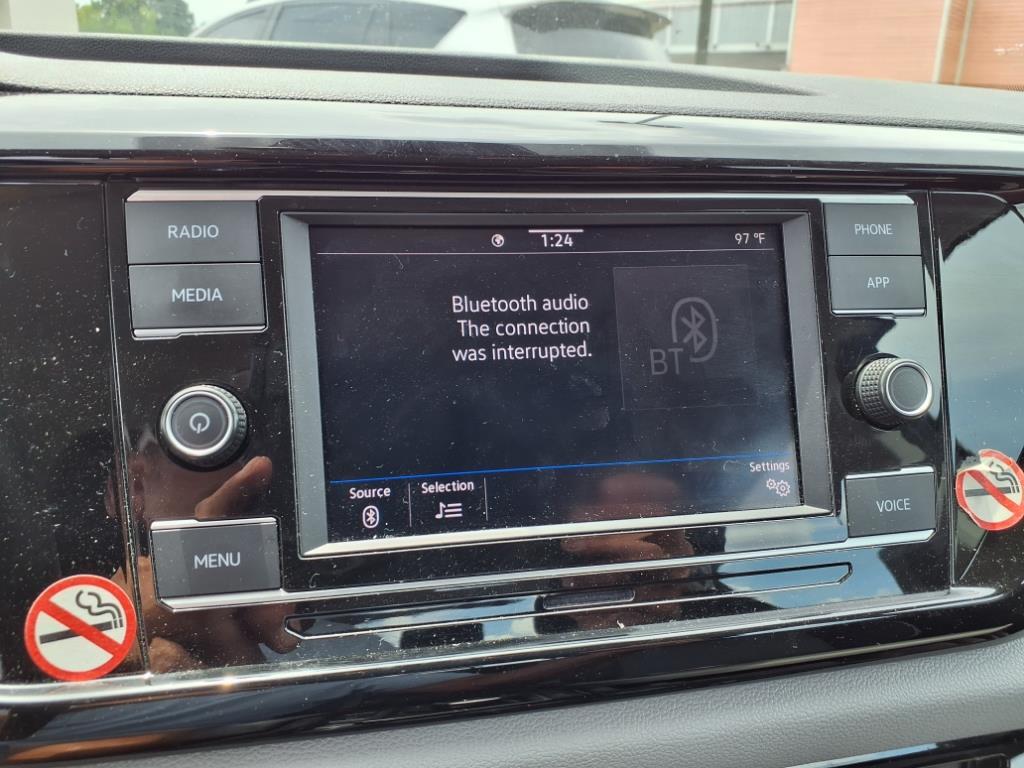 1:24
97 °F
RADIO
MEDIA
MENU
PHONE
APP
VOICE
Bluetooth audio
The connection
was interrupted.
BT
Source
Selection
Settings